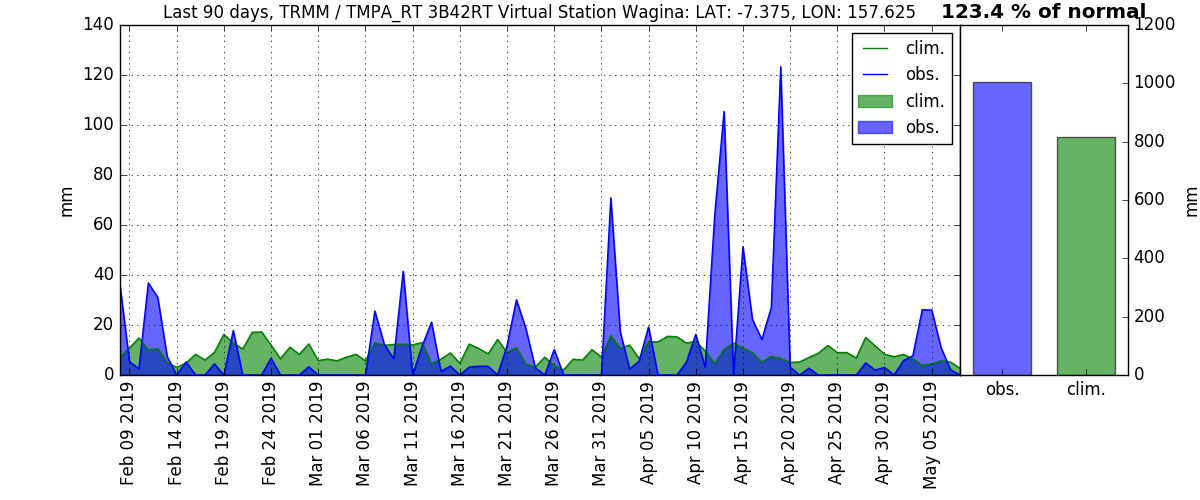 Last 90 days, TRMM / TMPA_RT 3B42RT Virtual Station Wagina: LAT: -7.375, LON: 157.625
123.4 % of normal
140
120
100
80
60
40
20
0
mm
clim.
obs.
clim.
obs.
Feb 09 2019
Feb 14 2019
Feb 19 2019
Feb 24 2019
Mar 01 2019
Mar 06 2019
Mar 11 2019
Mar 16 2019
Mar 21 2019
Mar 26 2019
Mar 31 2019
Apr 05 2019
Apr 10 2019
Apr 15 2019
Apr 20 2019
Apr 25 2019
Apr 30 2019
May 05 2019
1200
1000
800
600
400
200
0
mm
obs.
clim.